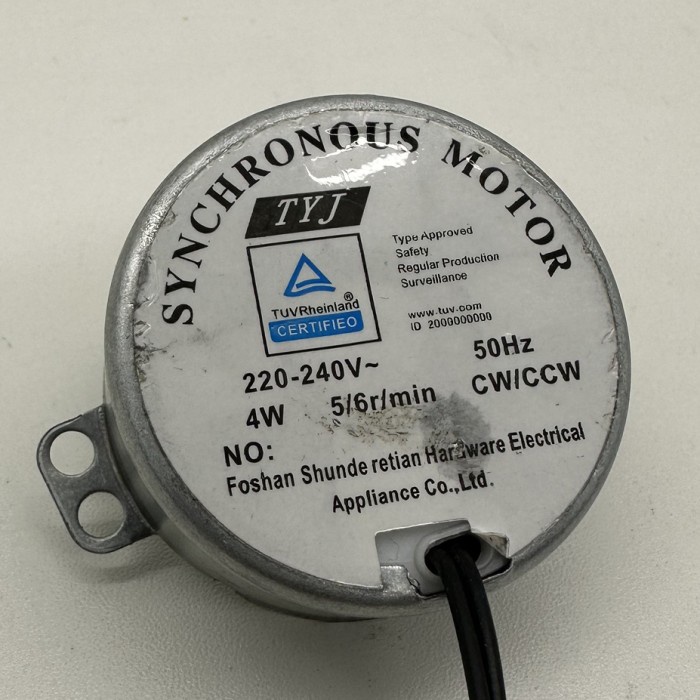 SYNCHRONOUS MOTOR
TYJ
TUVRheinland®
CERTIFIEO
Type Approved
Safety
Regular Production
Surveillance
www.tuv.com
ID 2000000000
220-240V~ 50Hz
4W 5/6r/min CW/CCW
NO:
Foshan Shunde retian Hardware Electrical
Appliance Co.,Ltd.